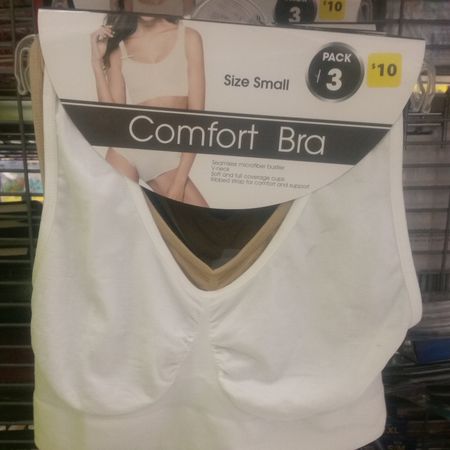 3
$10
Size Small
PACK
3
$10
Comfort Bra
Seamless microfiber bustier
V-neck
Soft and full coverage cups
Ribbed strap for comfort and support